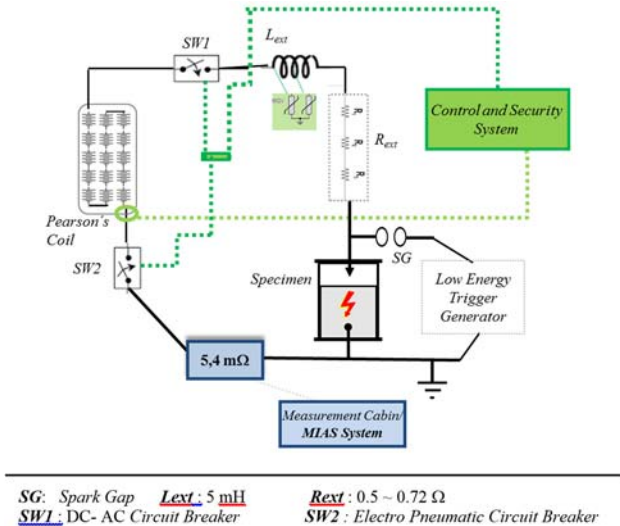 SW1
Lext
Control and Security
System
Rext
R
R
R
Pearson's
Coil
SW2
Specimen
SG
Low Energy
Trigger
Generator
5,4 mΩ
Measurement Cabin/
MIAS System
SG: Spark Gap Lext : 5 mH Rext : 0.5 ~ 0.72 Ω
SW1 : DC- AC Circuit Breaker SW2 : Electro Pneumatic Circuit Breaker